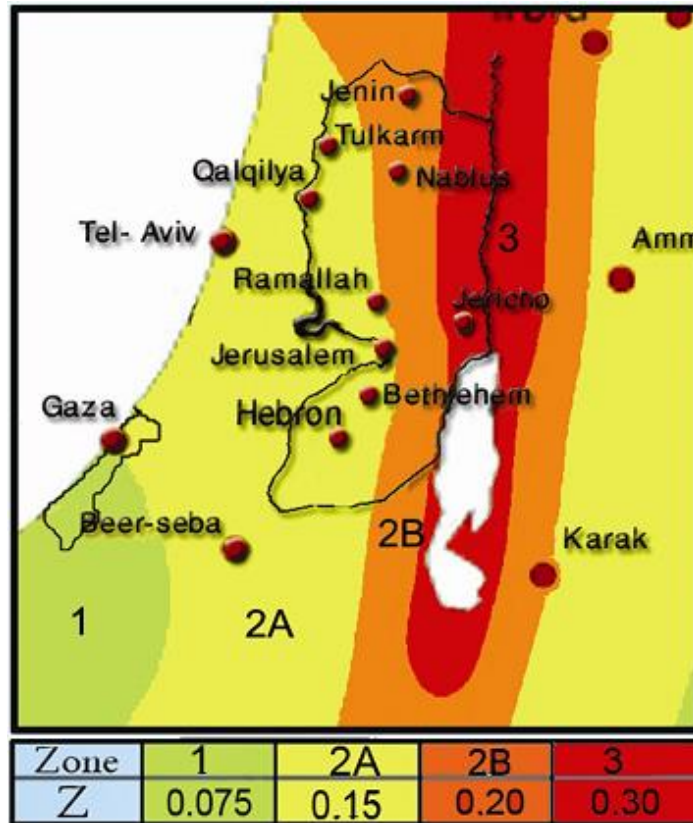 Jenin
Tulkarm
Qalqilya
Nablus
Tel- Aviv
3
Amm
Ramallah
Jericho
Jerusalem
Bethlehem
Gaza
Hebron
Beer-seba
2B
Karak
1
2A
Zone 1 2A 2B 3
Z 0.075 0.15 0.20 0.30